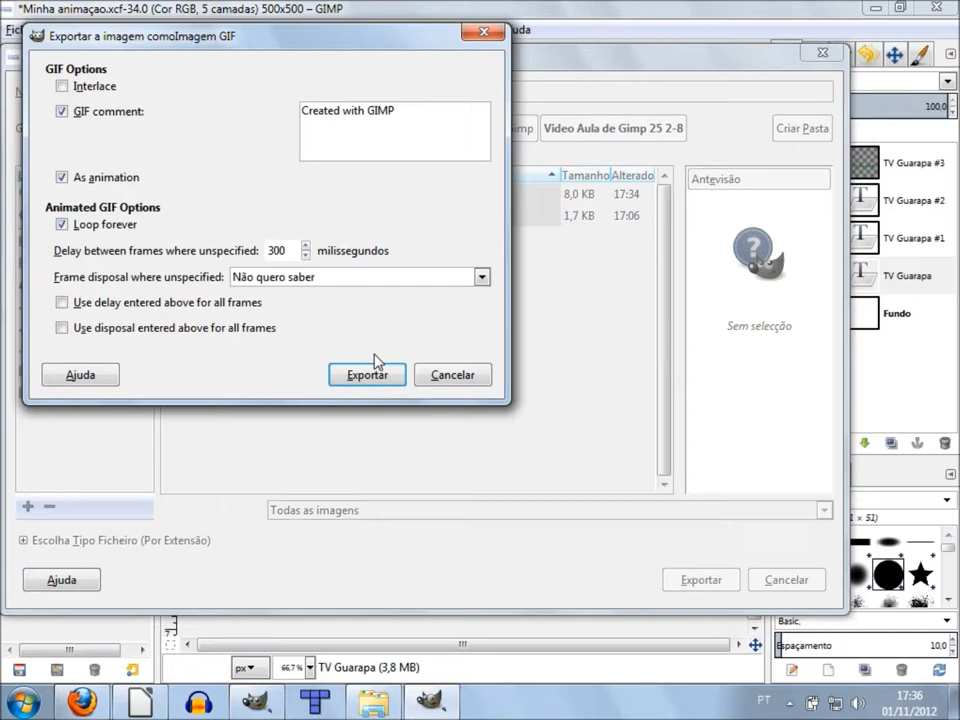 *Minha animaçao.xcf-34.0 (Cor RGB, 5 camadas) 500x500 – GIMP
Exportar a imagem comoImagem GIF
GIF Options
Interlace
GIF comment:
Created with GIMP
As animation
Animated GIF Options
Loop forever
Delay between frames where unspecified: 300 milissegundos
Frame disposal where unspecified: Não quero saber
Use delay entered above for all frames
Use disposal entered above for all frames
Ajuda
Exportar
Cancelar
Video Aula de Gimp 25 2-8
Criar Pasta
Tamanho Alterado
8,0 KB 17:34
1,7 KB 17:06
Antevisão
Sem selecção
Todas as imagens
Escolha Tipo Ficheiro (Por Extensão)
Ajuda
Exportar
Cancelar
100,0
TV Guarapa #3
TV Guarapa #2
TV Guarapa #1
TV Guarapa
Fundo
Basic,
Espaçamento 10,0
px
66.7 %
TV Guarapa (3,8 MB)
PT
17:36
01/11/2012